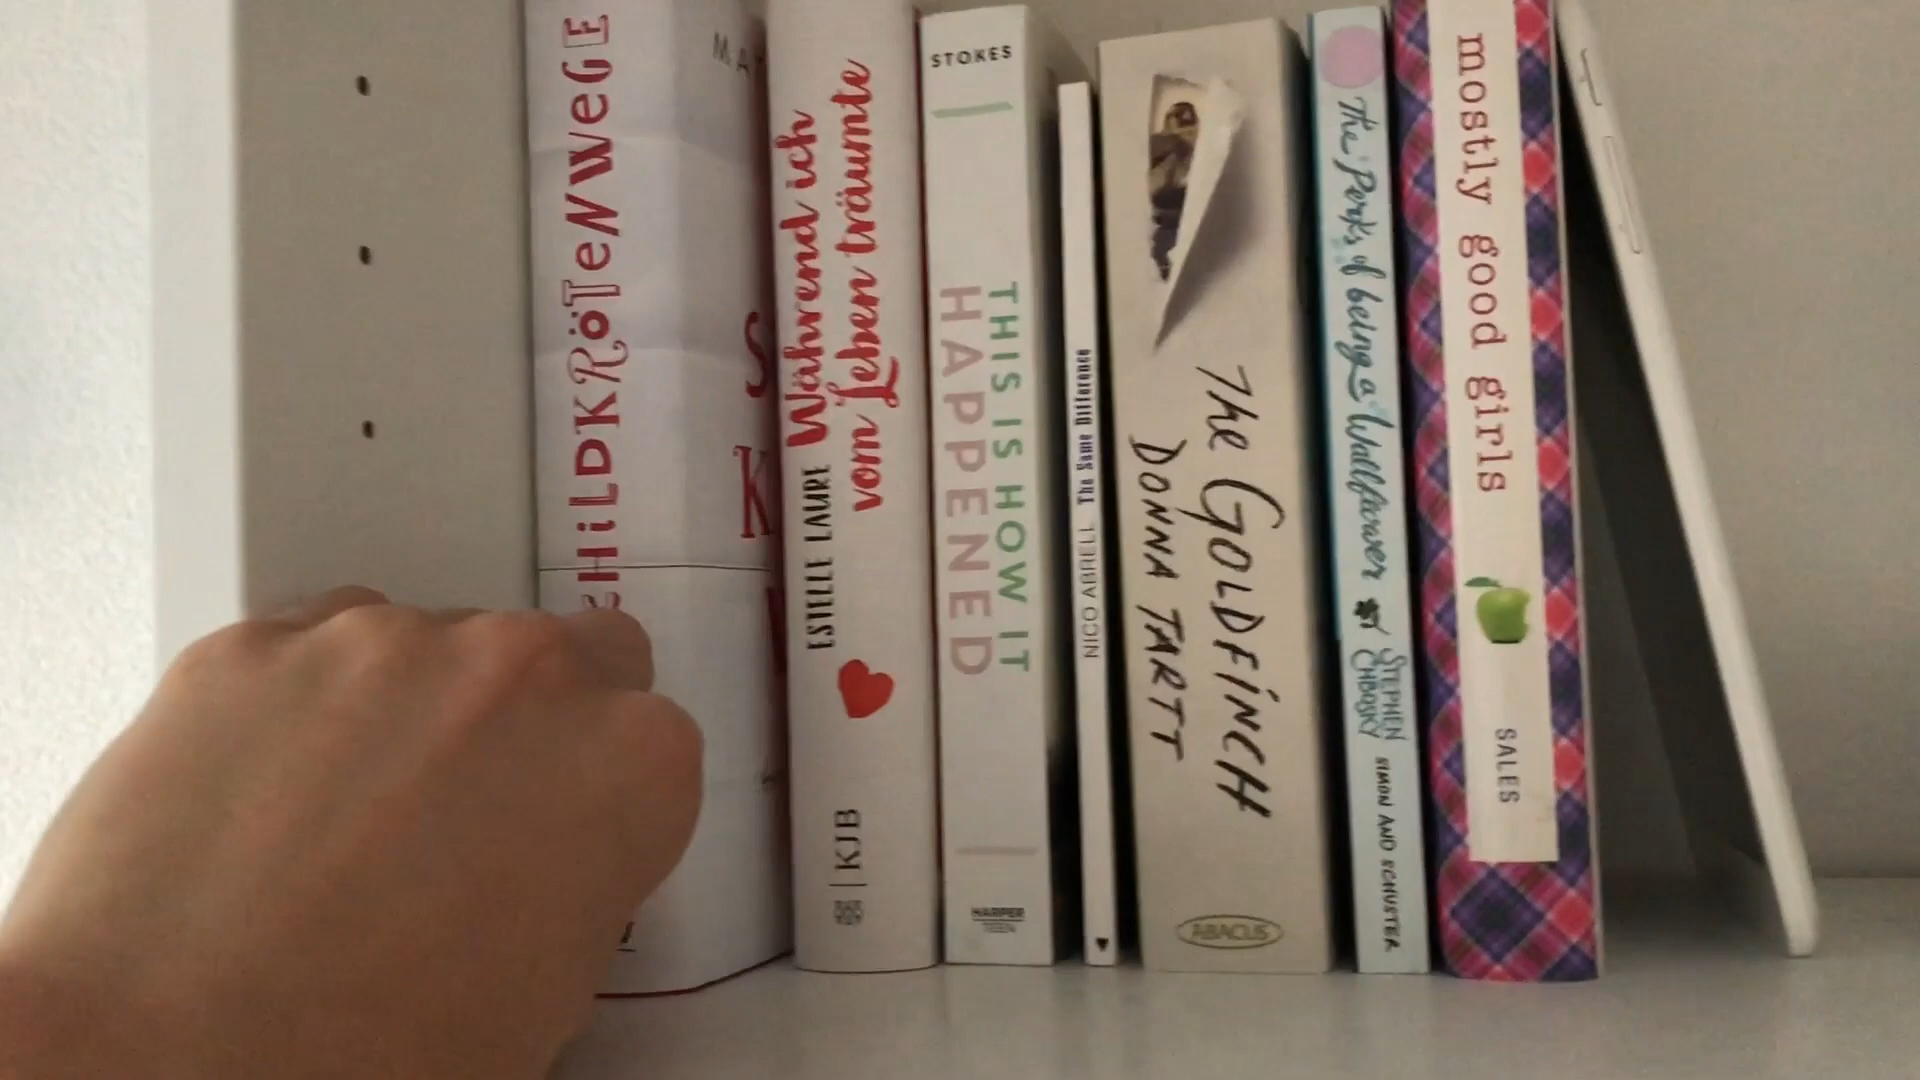 SCHILDKRÖTENWEGE
MA
S
K
W
Während ich
vom Leben träumte
ESTELLE LAURE
KJB
STOKES
THIS IS HOW IT
HAPPENED
HARPER
TEEN
NICO ABRELL The Same Difference
The GOLDFINCH
DONNA TARTT
ABACUS
The Perks of being a Wallflower
STEPHEN
CHBOSKY
SIMON AND SCHUSTER
mostly good girls
SALES